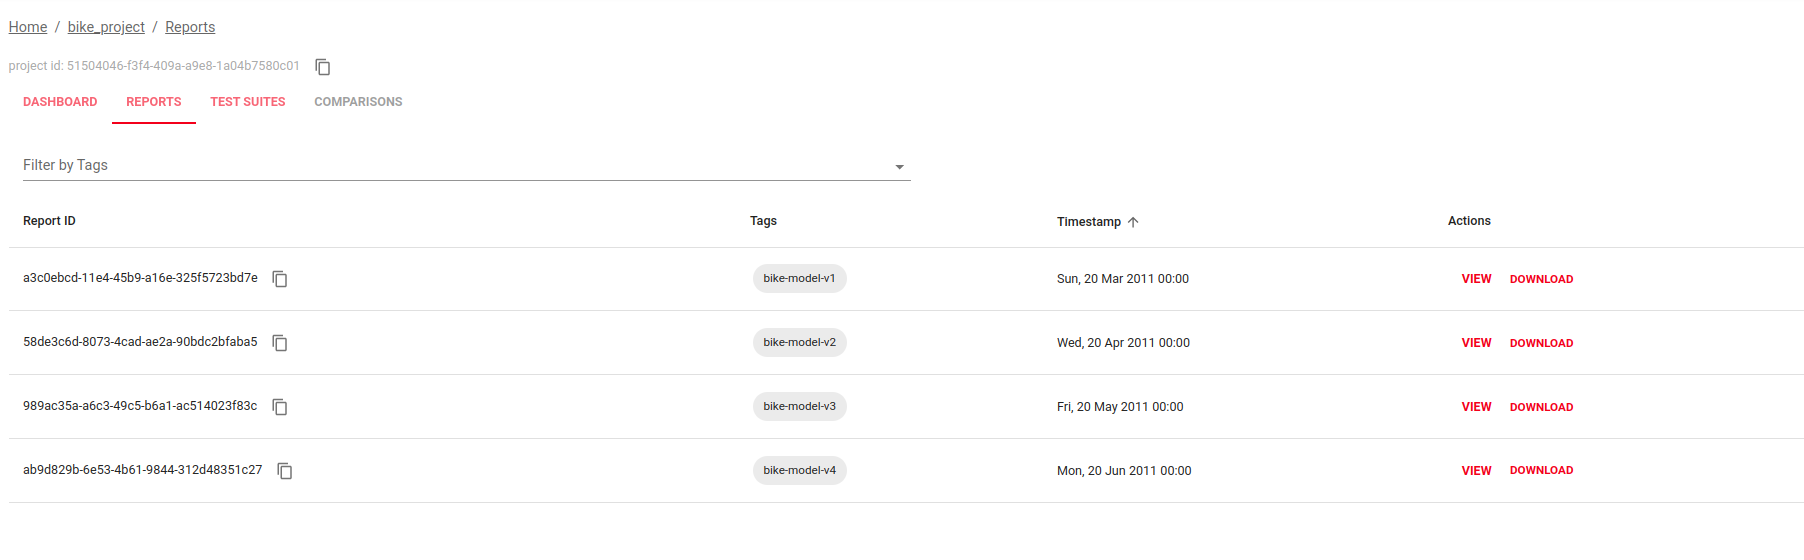 Home / bike_project / Reports
project id: 51504046-f3f4-409a-a9e8-1a04b7580c01
DASHBOARD REPORTS TEST SUITES COMPARISONS
Filter by Tags
Report ID Tags Timestamp Actions
a3c0ebcd-11e4-45b9-a16e-325f5723bd7e bike-model-v1 Sun, 20 Mar 2011 00:00 VIEW DOWNLOAD
58de3c6d-8073-4cad-ae2a-90bdc2bfaba5 bike-model-v2 Wed, 20 Apr 2011 00:00 VIEW DOWNLOAD
989ac35a-a6c3-49c5-b6a1-ac514023f83c bike-model-v3 Fri, 20 May 2011 00:00 VIEW DOWNLOAD
ab9d829b-6e53-4b61-9844-312d48351c27 bike-model-v4 Mon, 20 Jun 2011 00:00 VIEW DOWNLOAD